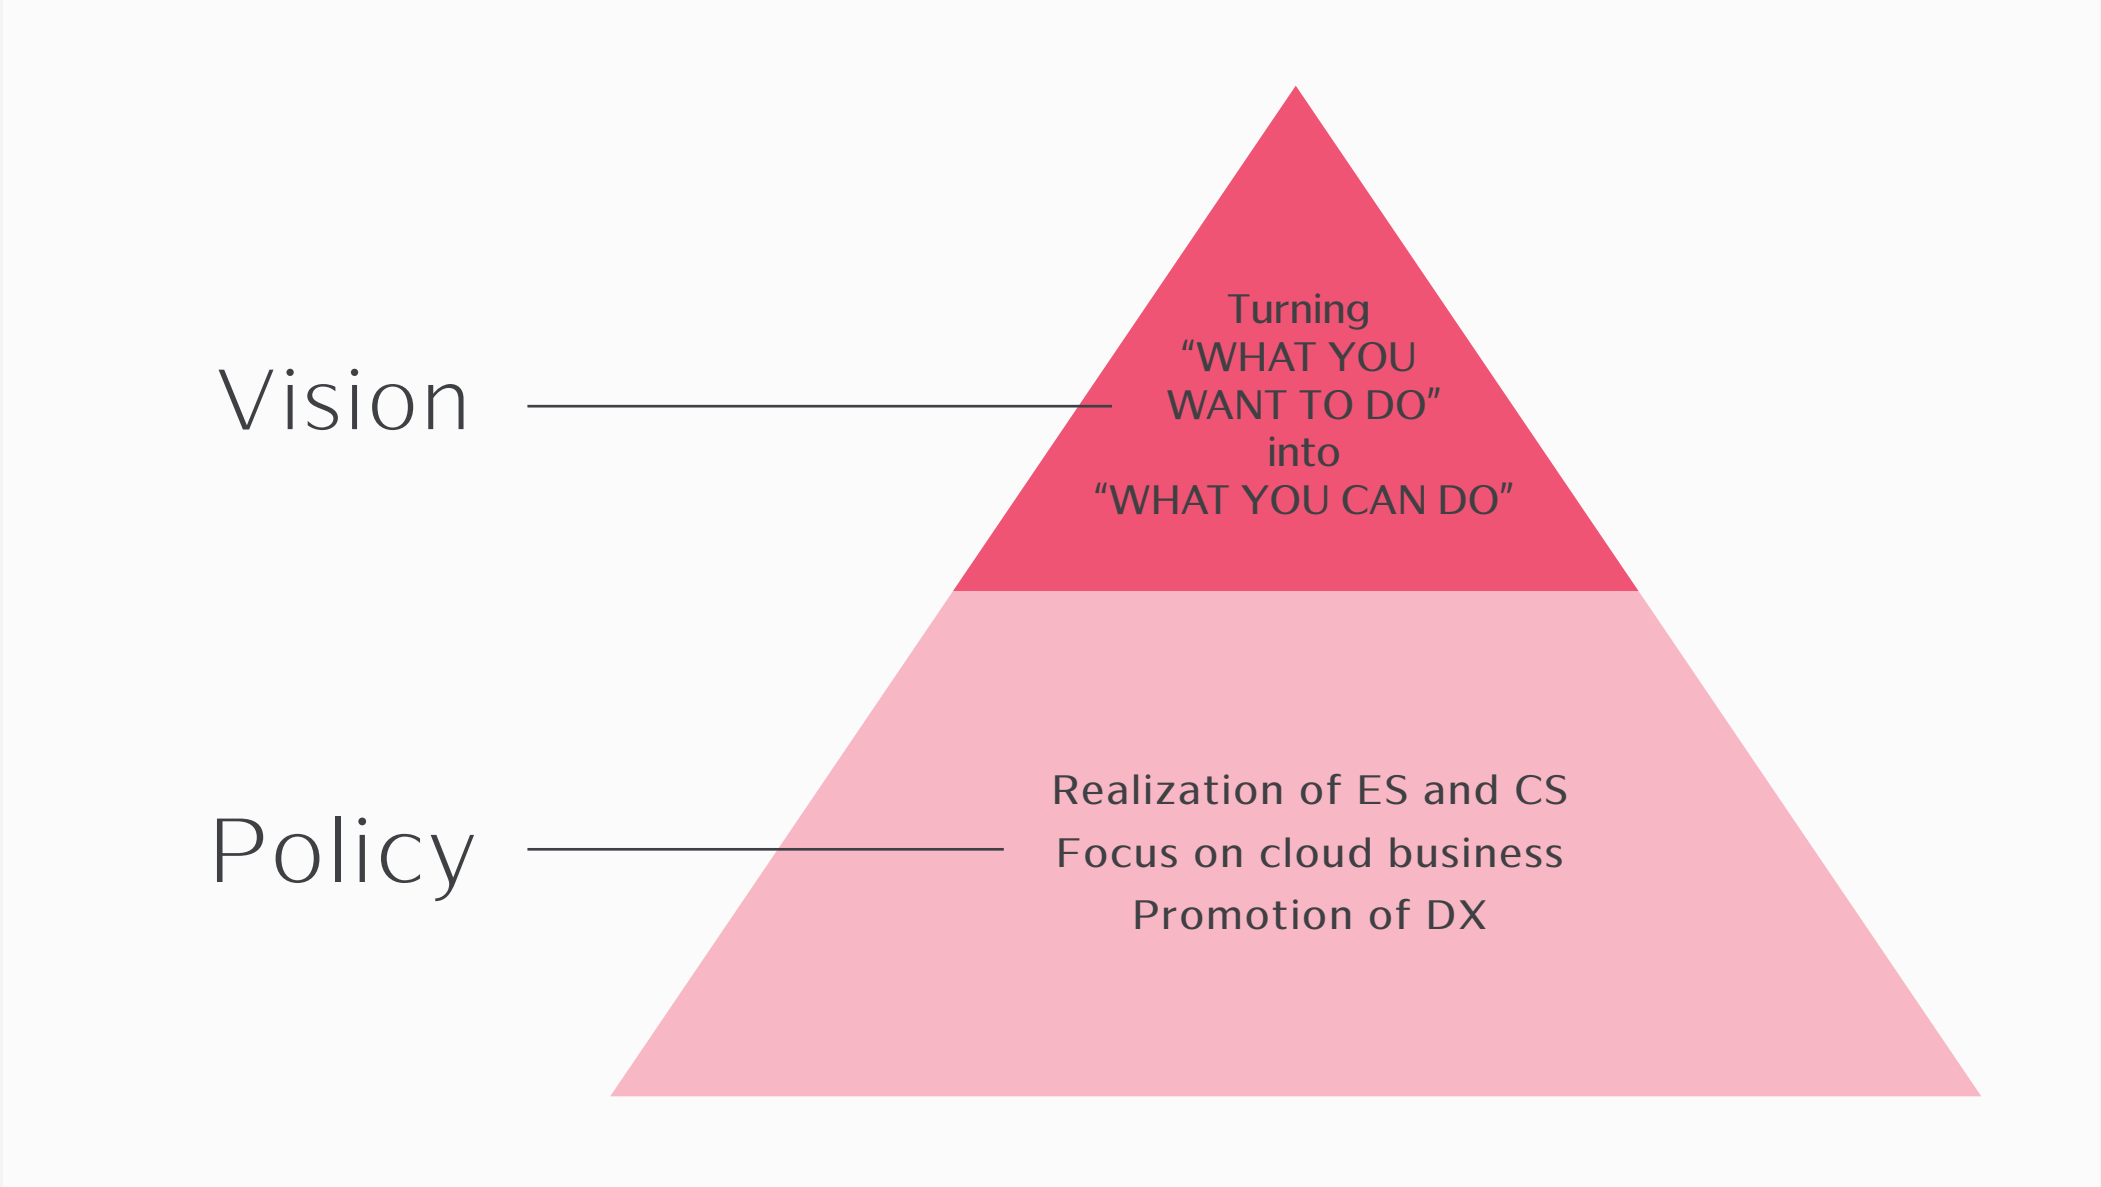 Vision
Turning
“WHAT YOU
WANT TO DO”
into
“WHAT YOU CAN DO”
Policy
Realization of ES and CS
Focus on cloud business
Promotion of DX